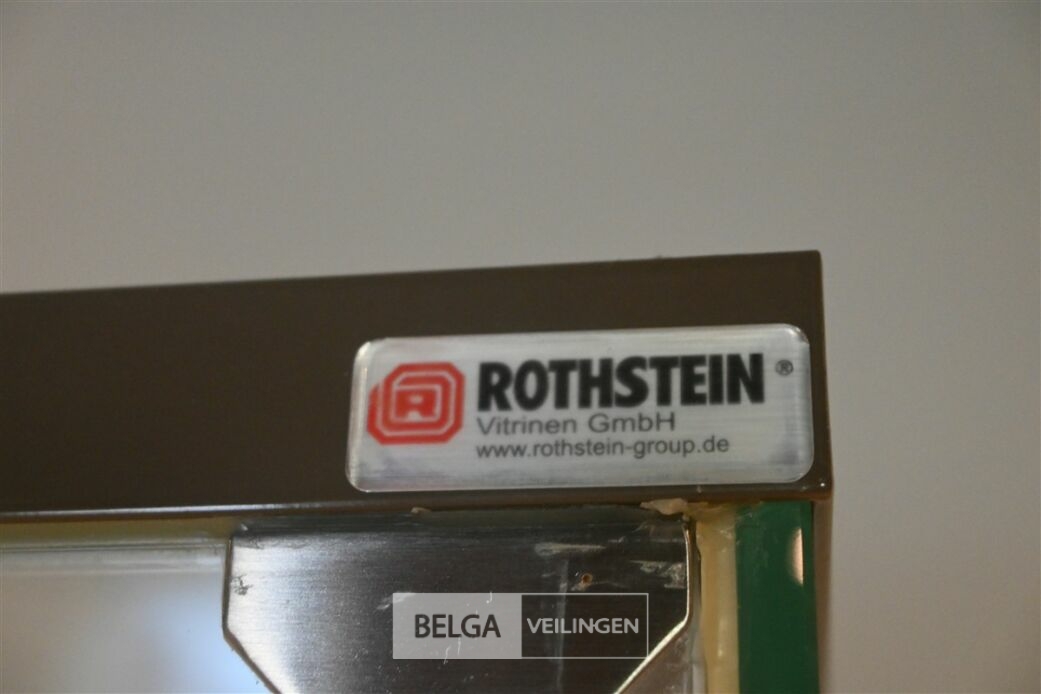 R ROTHSTEIN ®
Vitrinen GmbH
www.rothstein-group.de
BELGA VEILINGEN